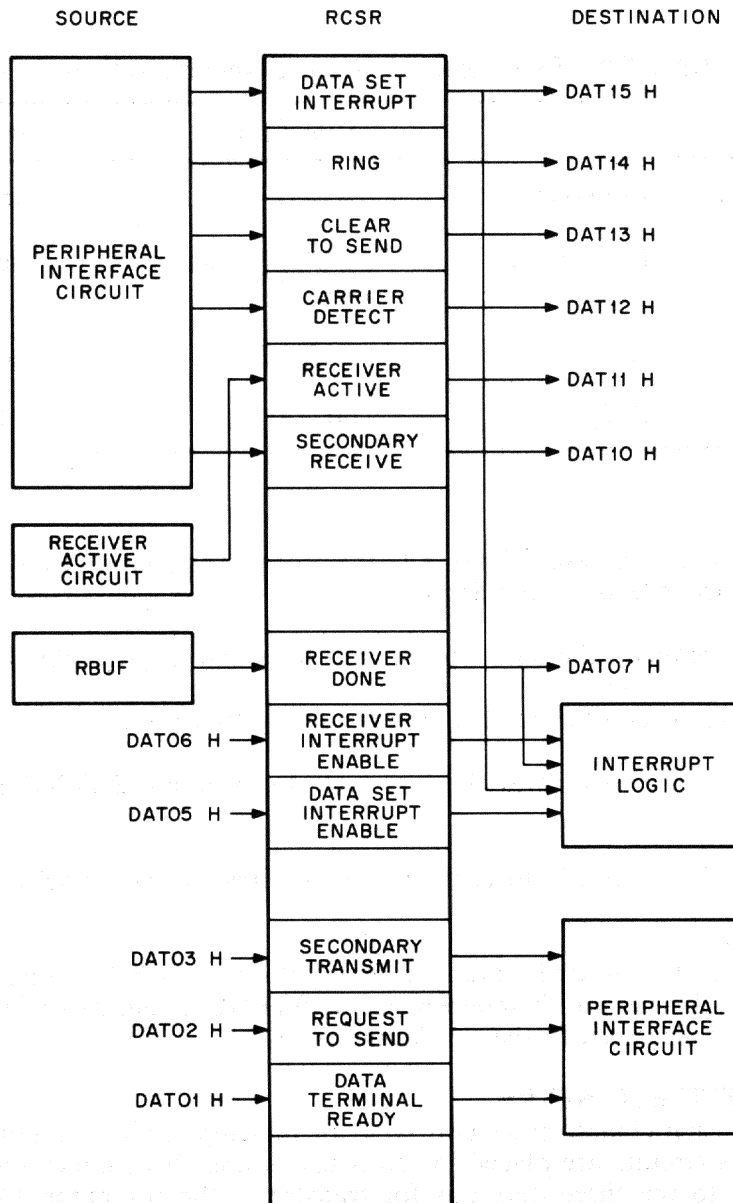 SOURCE RCSR DESTINATION
DATA SET
INTERRUPT
DAT15 H
RING
DAT14 H
CLEAR
TO SEND
DAT13 H
PERIPHERAL
INTERFACE
CIRCUIT
CARRIER
DETECT
DAT12 H
RECEIVER
ACTIVE
DAT11 H
SECONDARY
RECEIVE
DAT10 H
RECEIVER
ACTIVE
CIRCUIT
RBUF
RECEIVER
DONE
DAT07 H
DAT06 H
RECEIVER
INTERRUPT
ENABLE
INTERRUPT
LOGIC
DAT05 H
DATA SET
INTERRUPT
ENABLE
DAT03 H
SECONDARY
TRANSMIT
DAT02 H
REQUEST
TO SEND
PERIPHERAL
INTERFACE
CIRCUIT
DAT01 H
DATA
TERMINAL
READY